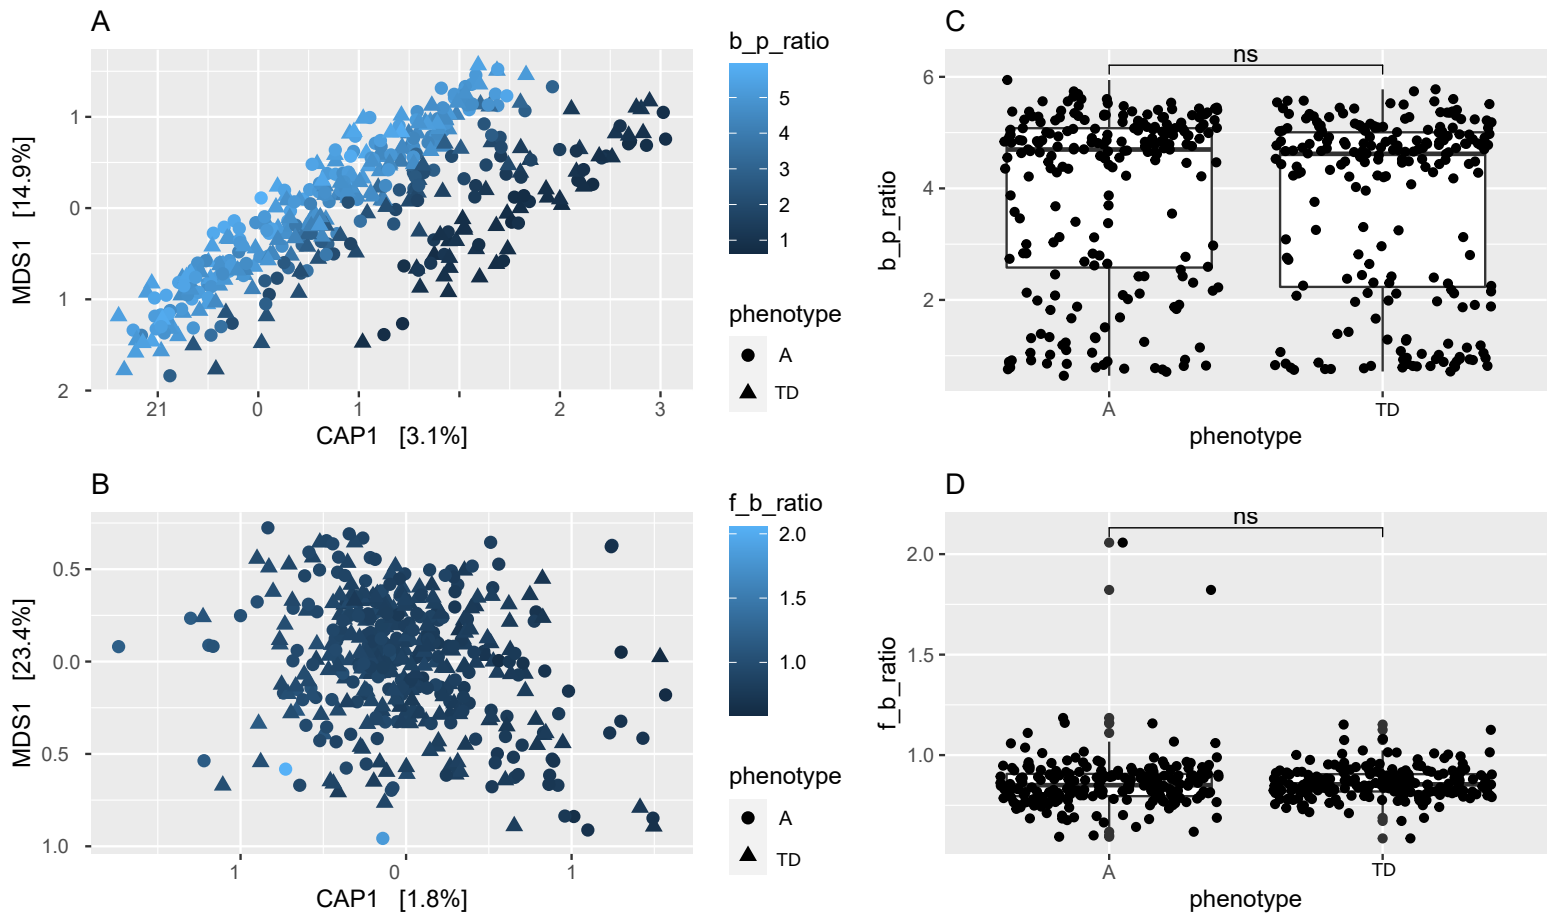 A
b_p_ratio
5
4
3
2
1
phenotype
A
TD
MDS1 [14.9%]
1
0
1
2
21
0
1
2
3
CAP1 [3.1%]
C
ns
b_p_ratio
6
4
2
A
TD
phenotype
B
f_b_ratio
2.0
1.5
1.0
phenotype
A
TD
MDS1 [23.4%]
0.5
0.0
0.5
1.0
1
0
1
CAP1 [1.8%]
D
ns
f_b_ratio
2.0
1.5
1.0
A
TD
phenotype